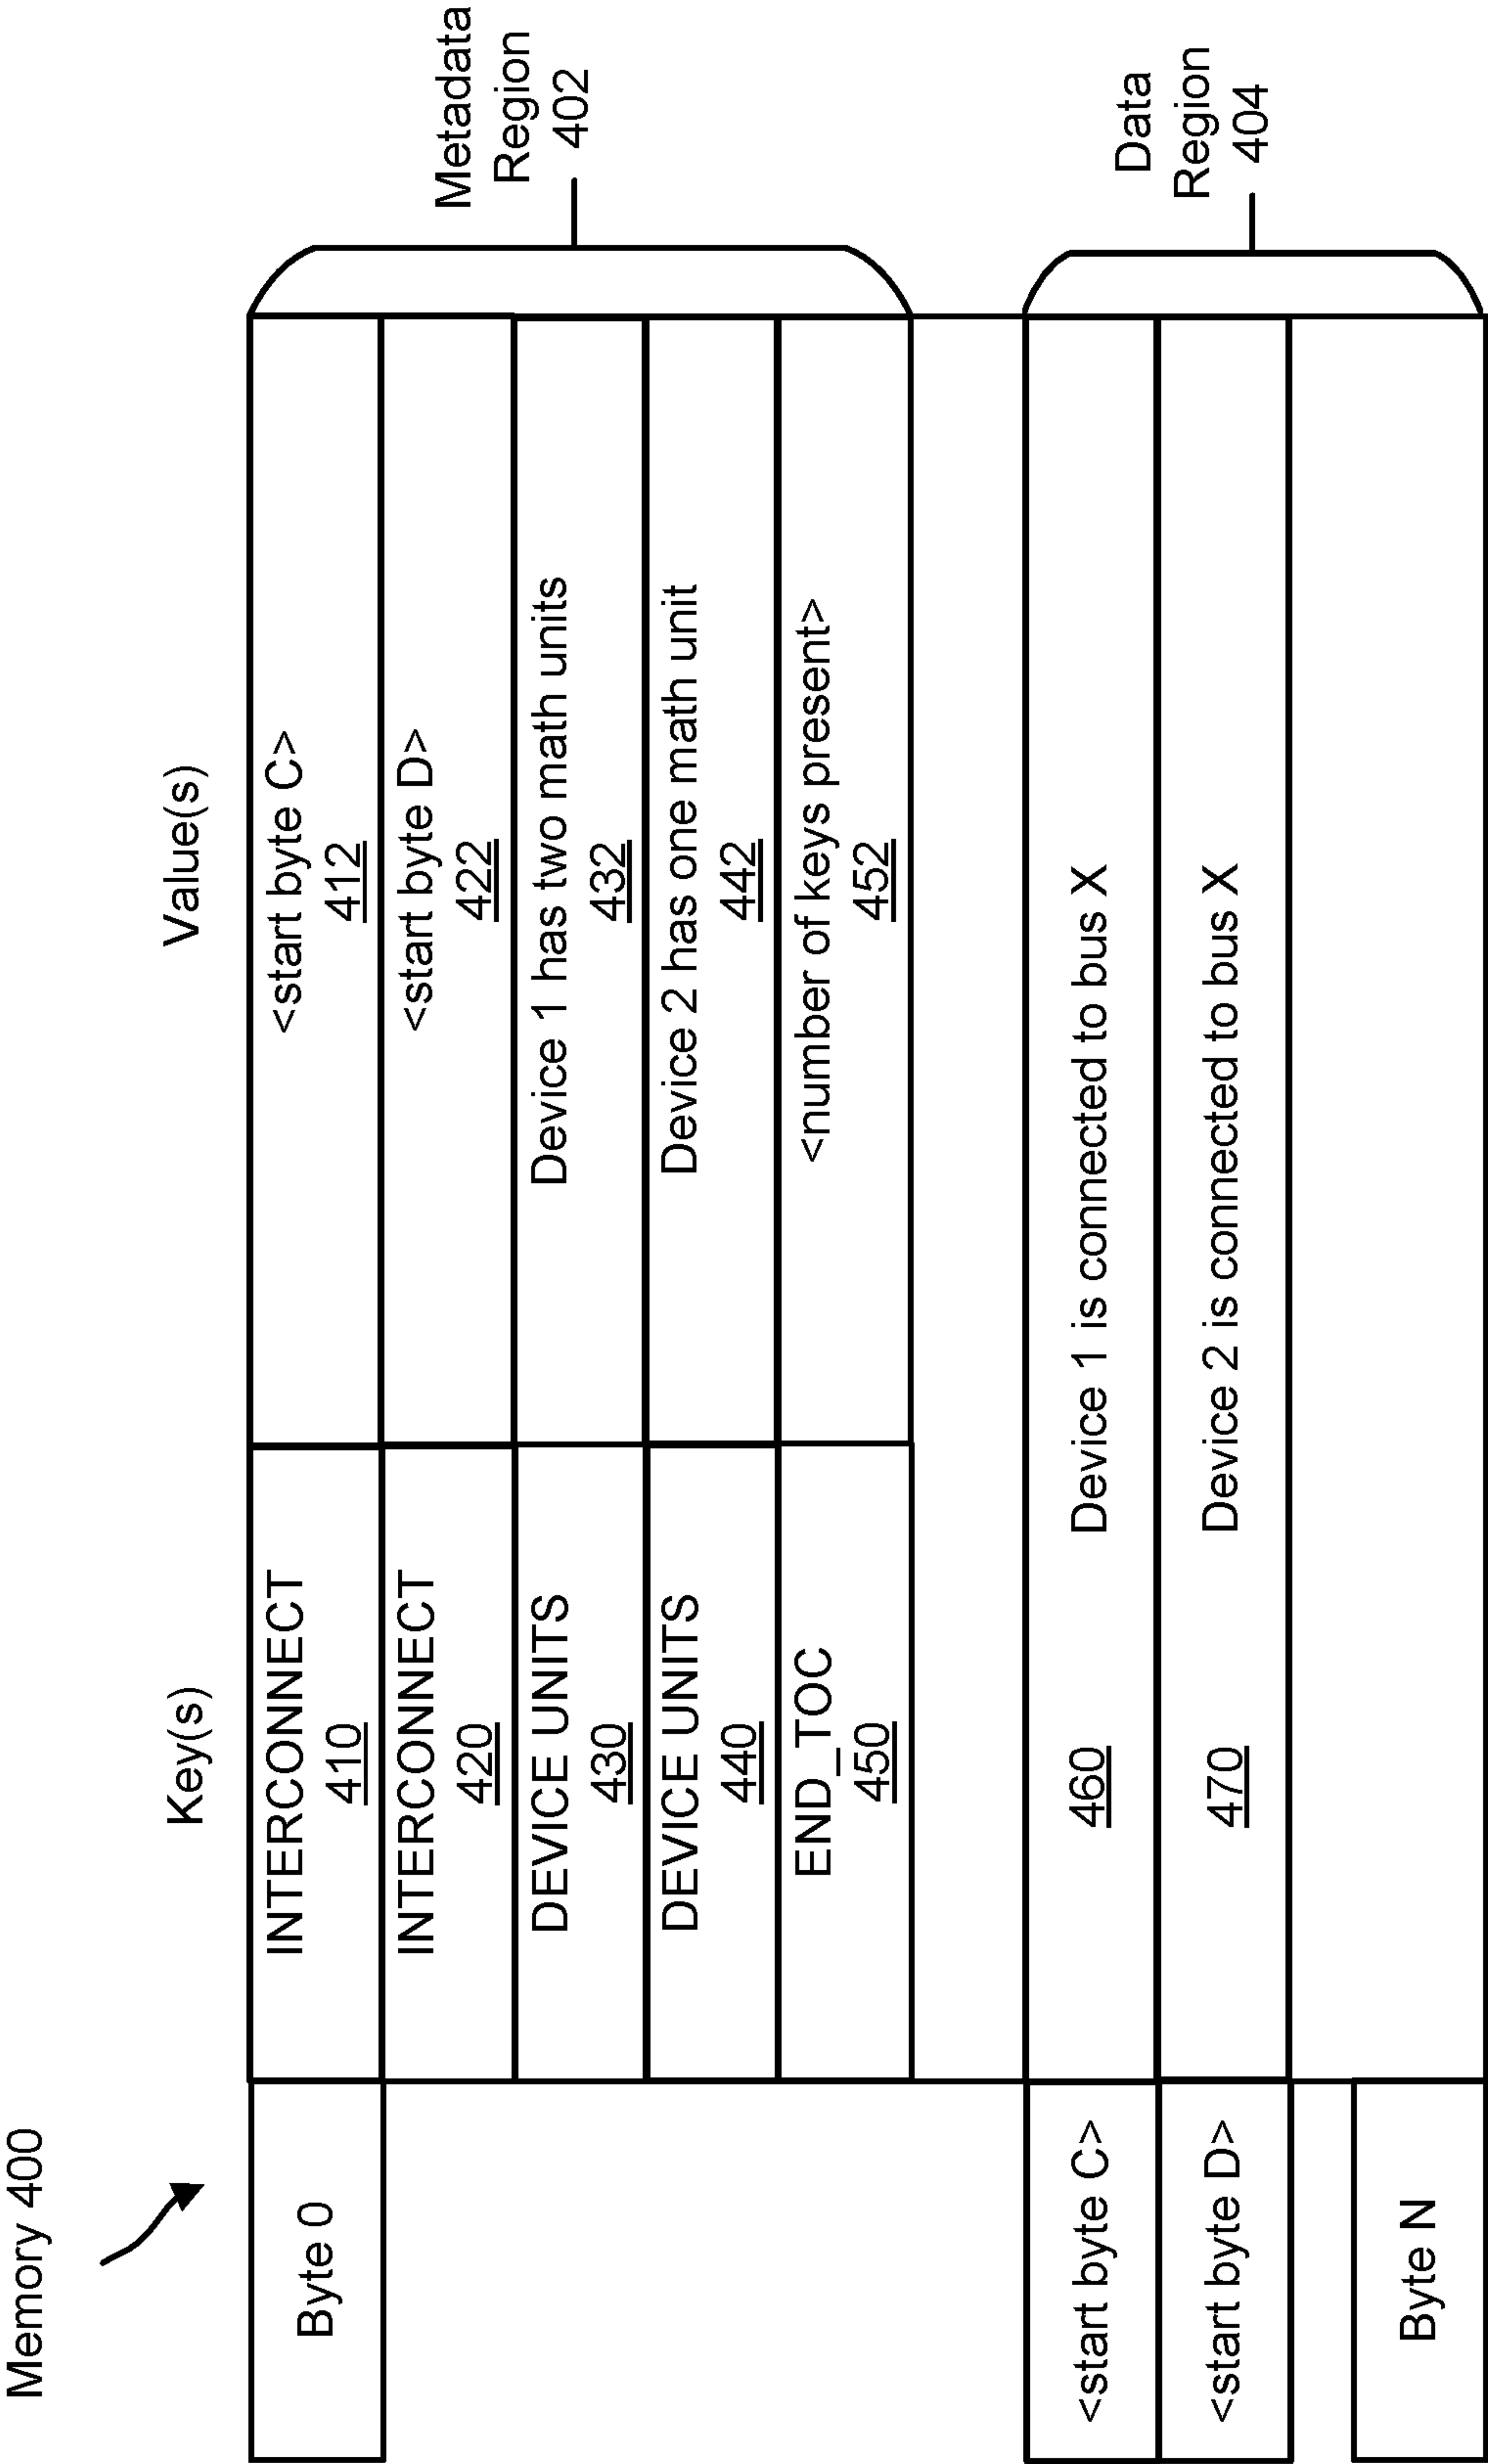 Memory 400
Key(s)
Value(s)
Byte 0
INTERCONNECT
410
<start byte C>
412
INTERCONNECT
420
<start byte D>
422
DEVICE UNITS
430
Device 1 has two math units
432
DEVICE UNITS
440
Device 2 has one math unit
442
END_TOC
450
<number of keys present>
452
Metadata
Region
402
<start byte C>
460
Device 1 is connected to bus X
<start byte D>
470
Device 2 is connected to bus X
Byte N
Data
Region
404